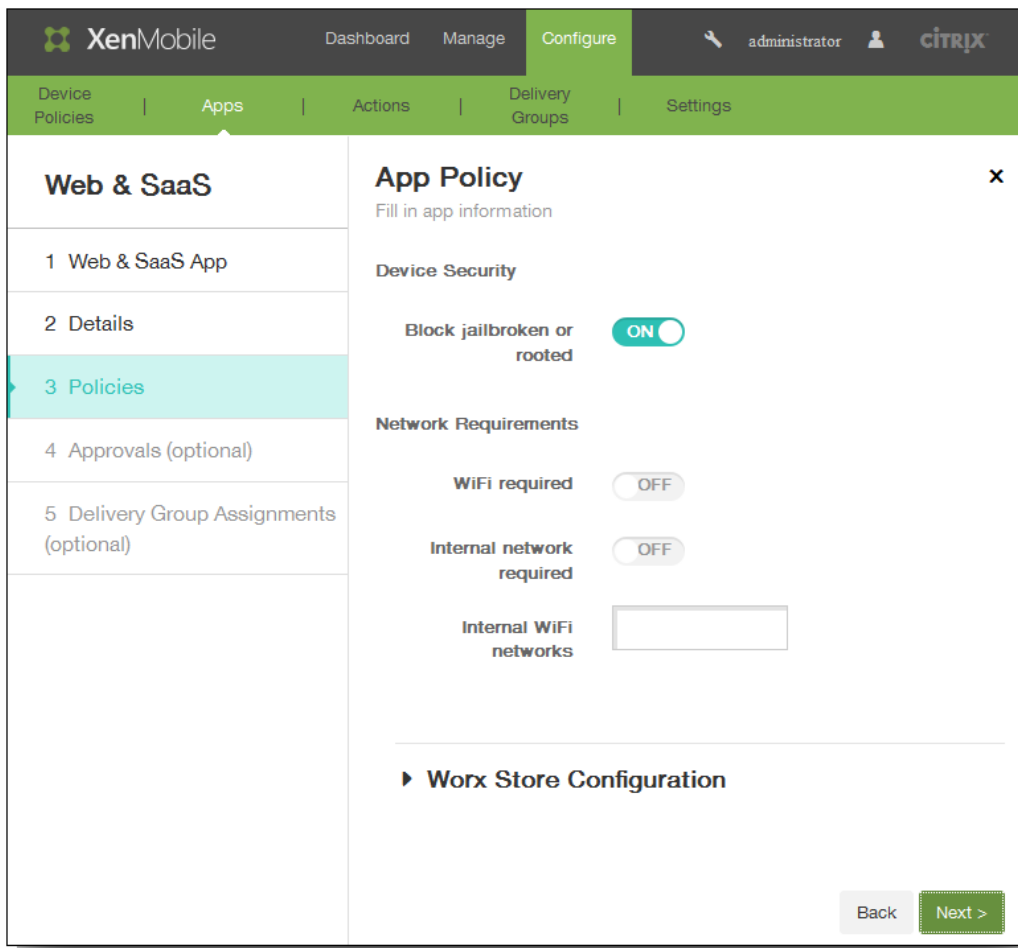 XenMobile
Dashboard
Manage
Configure
administrator
CİTRIX
Device
Policies
|
Apps
|
Actions
|
Delivery
Groups
|
Settings
Web & SaaS
1 Web & SaaS App
2 Details
3 Policies
4 Approvals (optional)
5 Delivery Group Assignments
(optional)
App Policy
Fill in app information
Device Security
Block jailbroken or
rooted
ON
Network Requirements
WiFi required
OFF
Internal network
required
OFF
Internal WiFi
networks
Worx Store Configuration
Back
Next >